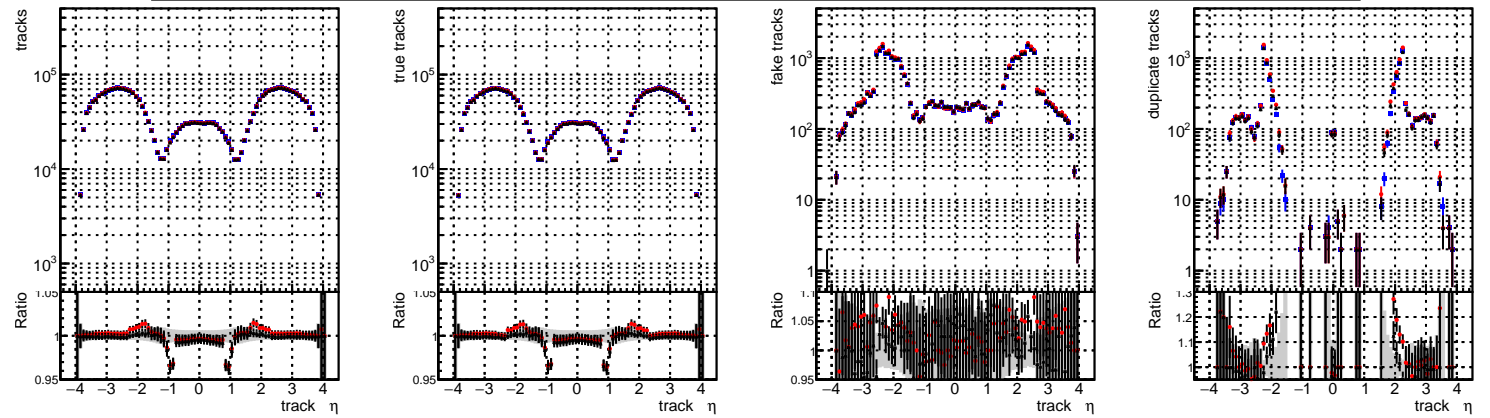 tracks
10^5
10^4
10^3
Ratio
1.05
1
0.95
−4 −3 −2 −1 0 1 2 3 4
track η
true tracks
10^5
10^4
10^3
Ratio
1.05
1
0.95
−4 −3 −2 −1 0 1 2 3 4
track η
fake tracks
10^3
10^2
10
1
Ratio
1.1
1.05
1
0.95
−4 −3 −2 −1 0 1 2 3 4
track η
duplicate tracks
10^3
10^2
10
1
Ratio
1.3
1.2
1.1
1
−4 −3 −2 −1 0 1 2 3 4
track η